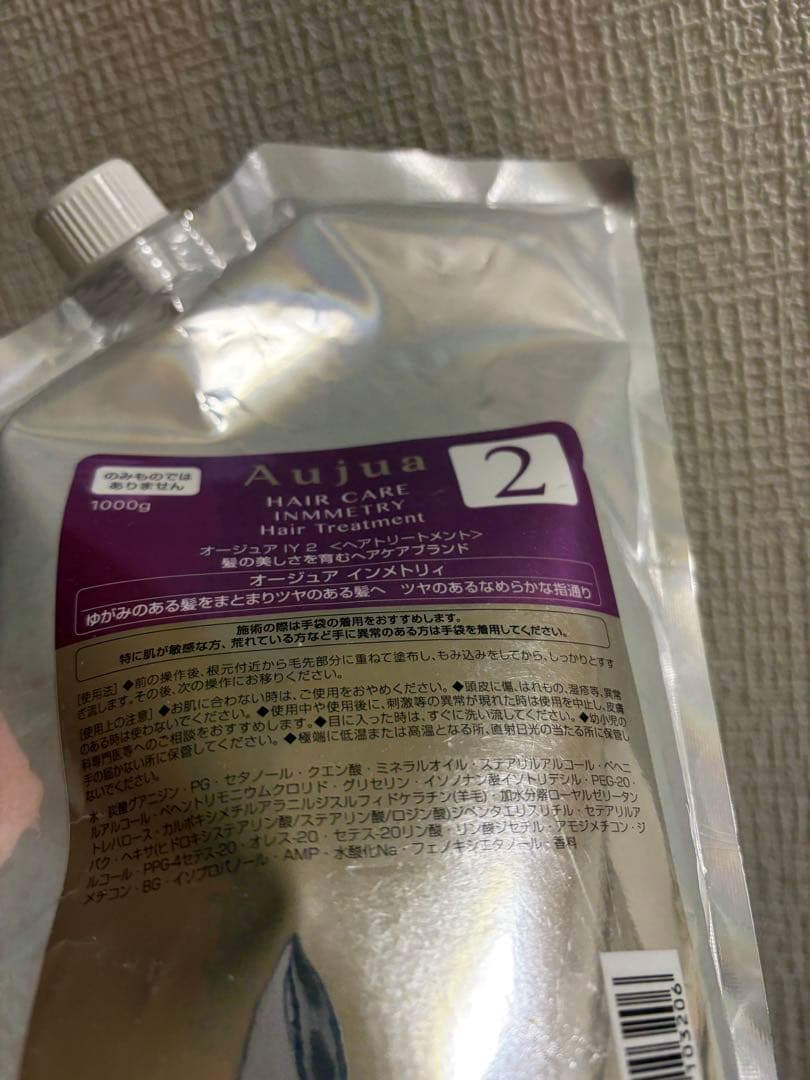 のみものでは
ありません
1000g
Aujua
2
HAIR CARE
INMMETRY
Hair Treatment
オージュア IY 2 <ヘアトリートメント>
髪の美しさを育むヘアケアブランド
オージュア インメトリィ
ゆがみのある髪をまとまりツヤのある髪へ ツヤのあるなめらかな指通り
施術の際は手袋の着用をおすすめします。
特に肌が敏感な方、荒れている方など手に異常のある方は手袋を着用してください。
[使用法] ◆前の操作後、根元付近から毛先部分に重ねて塗布し、もみ込みをしてから、しっかりとすす
ぎ流します。その後、次の操作にお移りください。
[使用上の注意] ◆お肌に合わない時は、ご使用をおやめください。◆頭皮に傷、はれもの、湿疹等、異常
のある時は使わないでください。◆使用中や使用後に、刺激等の異常が現れた時は使用を中止し、皮膚
科専門医等へのご相談をおすすめします。◆目に入った時は、すぐに洗い流してください。◆幼小児の
手の届かない所に保管してください。◆極端に低温または高温となる所、直射日光の当たる所に保管し
ないでください。
水・炭酸グアニジン・PG・セタノール・クエン酸・ミネラルオイル・ステアリルアルコール・ベヘニ
ルアルコール・ベヘントリモニウムクロリド・グリセリン・イソノナン酸イソトリデシル・PEG-20・
トレハロース・カルボキシメチルアラニルジスルフィドケラチン(羊毛)・加水分解ローヤルゼリータン
パク・ヘキサ(ヒドロキシステアリン酸/ステアリン酸/ロジン酸)ジペンタエリスリチル・セテアリルア
ルコール・PPG-4セテス-20・オレス-20・セテス-20リン酸・リン酸ジセチル・アモジメチコン・ジ
メチコン・BG・イソプロパノール・AMP・水酸化Na・フェノキシエタノール・香料
03206